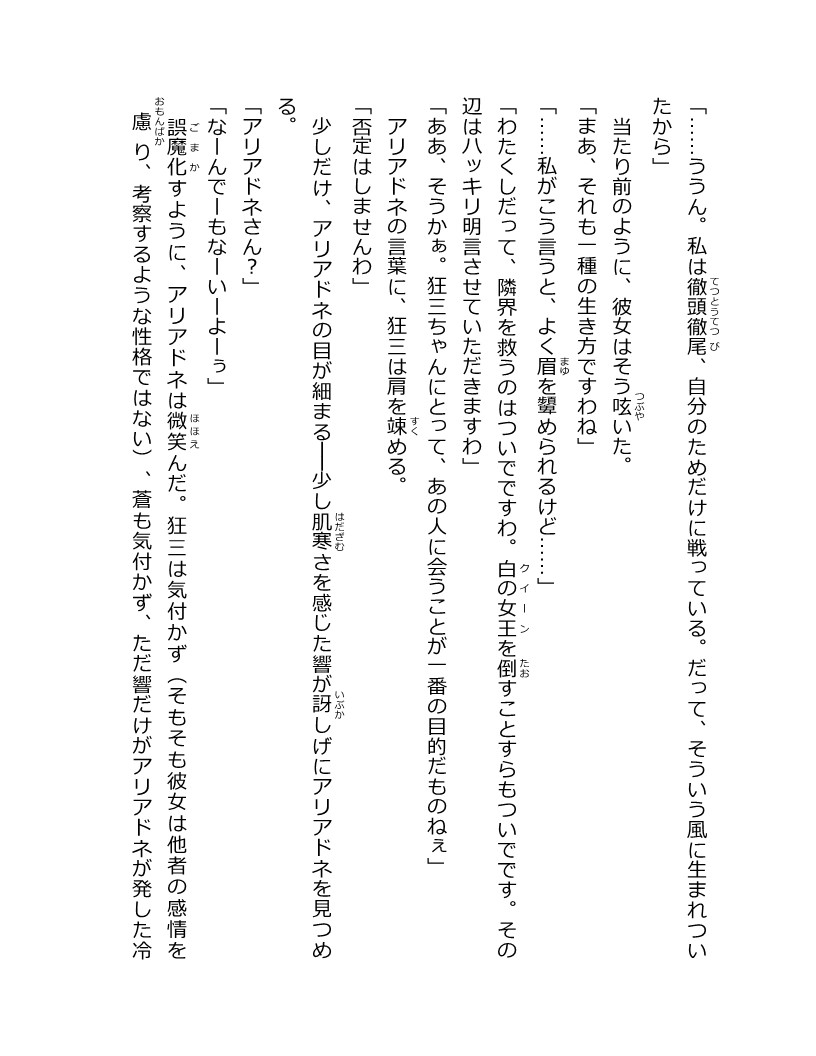 「……ううん。私は徹頭徹尾、自分のためだけに戦っている。だって、そういう風に生まれつい
たから」
当たり前のように、彼女はそう呟いた。
「まあ、それも一種の生き方ですわね」
「……私がこう言うと、よく眉を顰められるけど……」
「わたくしだって、隣界を救うのはついでですわ。白の女王を倒すことすらもついでです。その
辺はハッキリ明言させていただきますわ」
「ああ、そうかぁ。狂三ちゃんにとって、あの人に会うことが一番の目的だものねぇ」
アリアドネの言葉に、狂三は肩を竦める。
「否定はしませんわ」
少しだけ、アリアドネの目が細まる──少し肌寒さを感じた響が訝しげにアリアドネを見つめ
る。
「アリアドネさん？」
「なーんでーもなーいーよーぅ」
誤魔化すように、アリアドネは微笑んだ。狂三は気付かず（そもそも彼女は他者の感情を
慮り、考察するような性格ではない）、蒼も気付かず、ただ響だけがアリアドネが発した冷